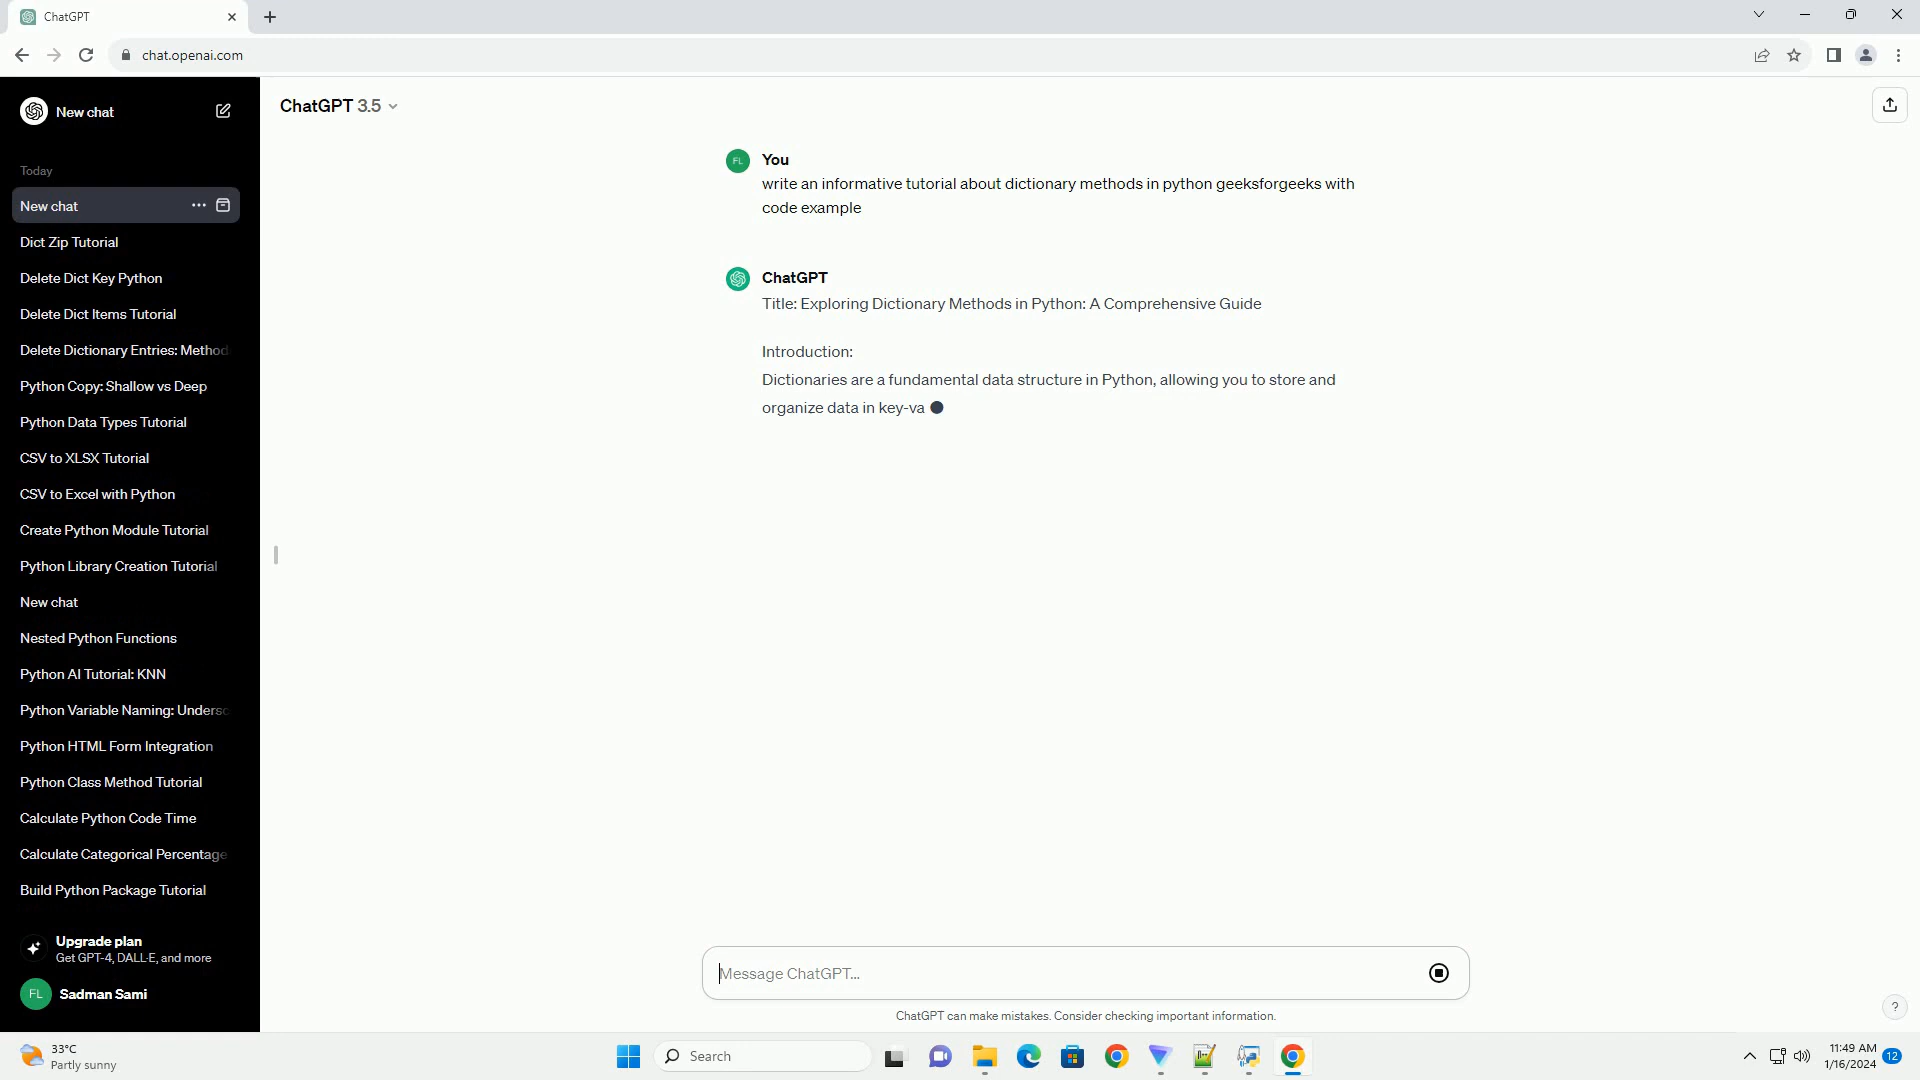 ChatGPT
chat.openai.com
New chat
Today
New chat
Dict Zip Tutorial
Delete Dict Key Python
Delete Dict Items Tutorial
Delete Dictionary Entries: Method
Python Copy: Shallow vs Deep
Python Data Types Tutorial
CSV to XLSX Tutorial
CSV to Excel with Python
Create Python Module Tutorial
Python Library Creation Tutorial
New chat
Nested Python Functions
Python AI Tutorial: KNN
Python Variable Naming: Undersc
Python HTML Form Integration
Python Class Method Tutorial
Calculate Python Code Time
Calculate Categorical Percentage
Build Python Package Tutorial
Upgrade plan
Get GPT-4, DALL·E, and more
FL Sadman Sami
ChatGPT 3.5
FL You
write an informative tutorial about dictionary methods in python geeksforgeeks with
code example
ChatGPT
Title: Exploring Dictionary Methods in Python: A Comprehensive Guide
Introduction:
Dictionaries are a fundamental data structure in Python, allowing you to store and
organize data in key-va
Message ChatGPT...
ChatGPT can make mistakes. Consider checking important information.
?
33°C
Partly sunny
Search
11:49 AM
1/16/2024
12